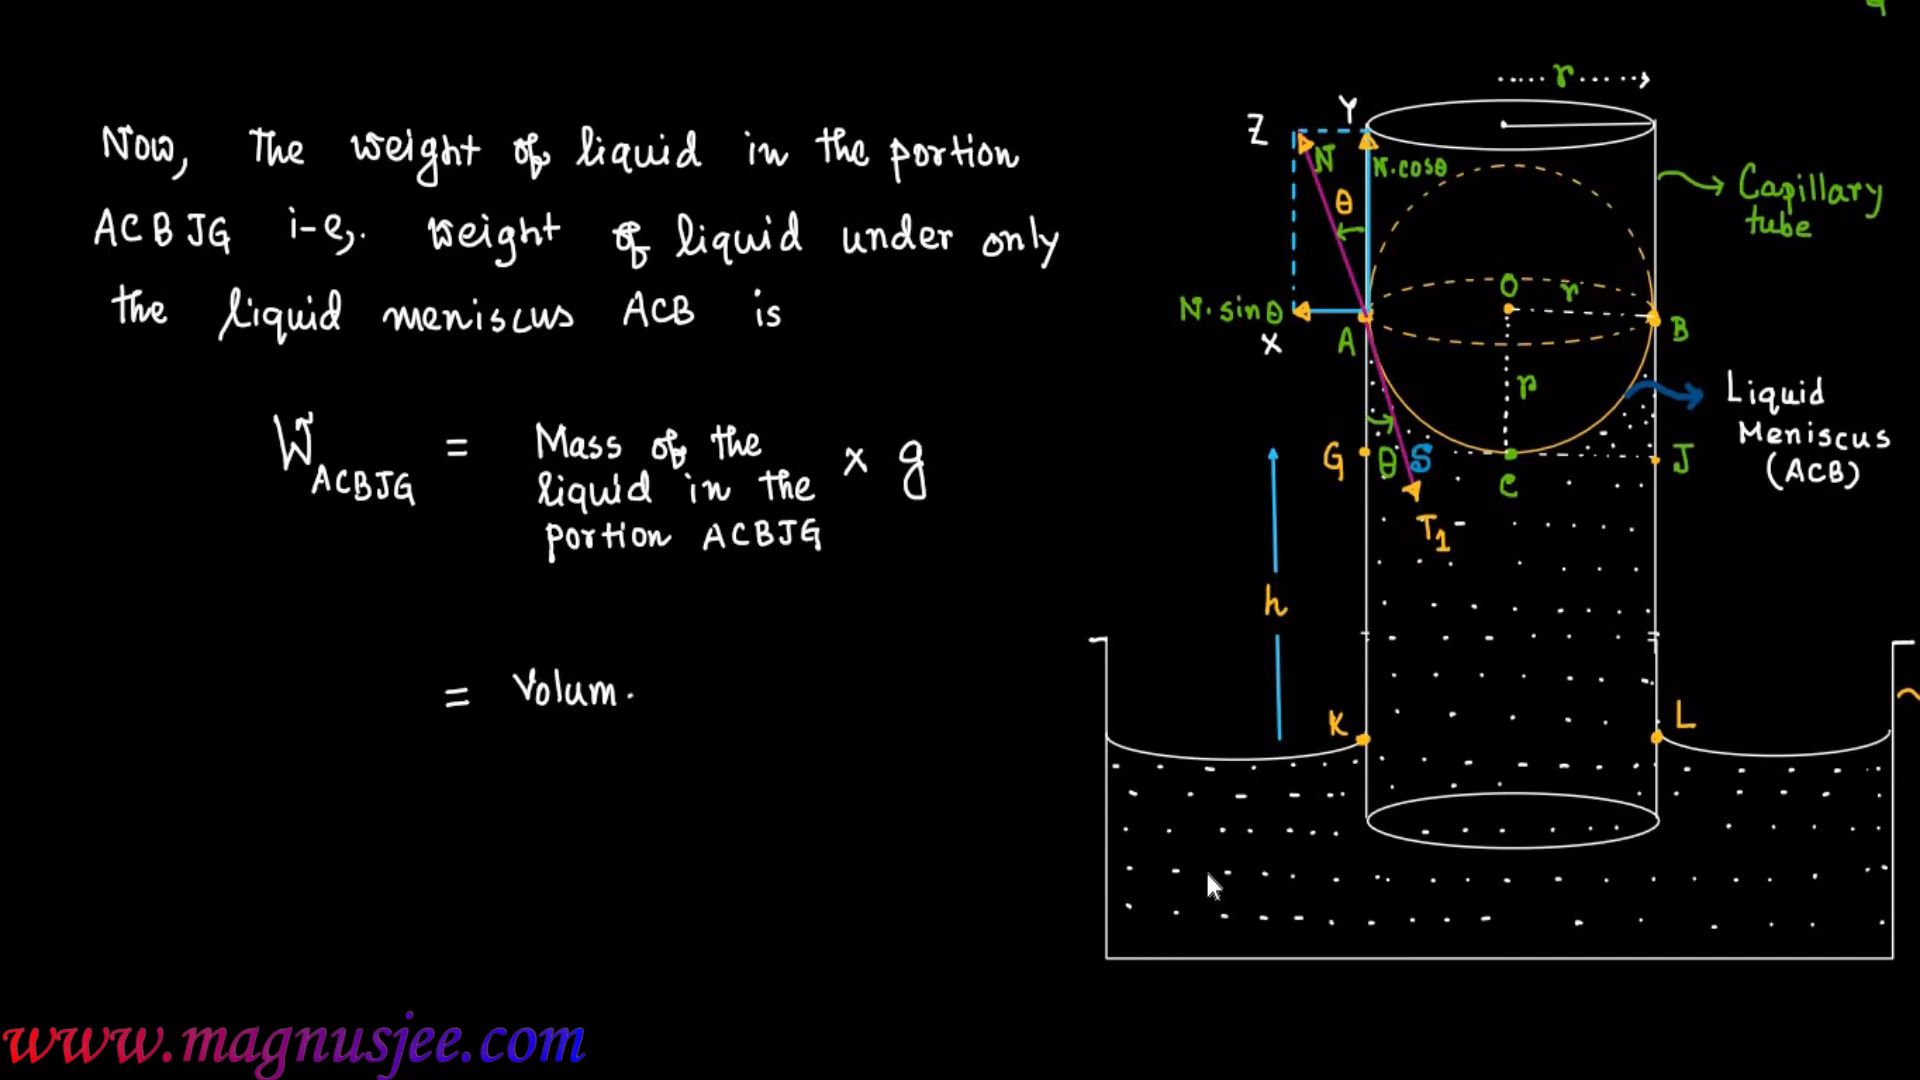 Now, The weight of liquid in the portion
ACBJG i-e,. weight of liquid under only
the liquid meniscus ACB is
W ACBJG = Mass of the liquid in the portion ACBJG × g
= Volum.
r
Z
Y
N
N.cosθ
θ
Capillary
tube
N.sinθ
X
A
O
r
B
r
Liquid
Meniscus
(ACB)
G
θ
S
C
J
T1
h
K
L
www.magnusjee.com